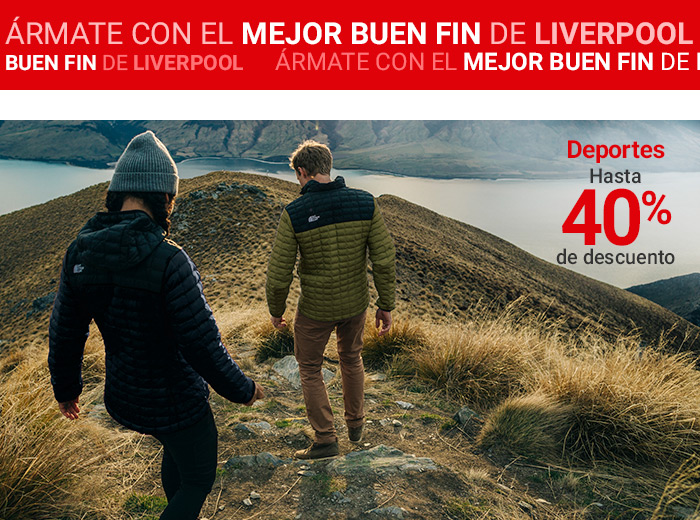 ÁRMATE CON EL MEJOR BUEN FIN DE LIVERPOOL
BUEN FIN DE LIVERPOOL ÁRMATE CON EL MEJOR BUEN FIN DE
Deportes
Hasta
40%
de descuento